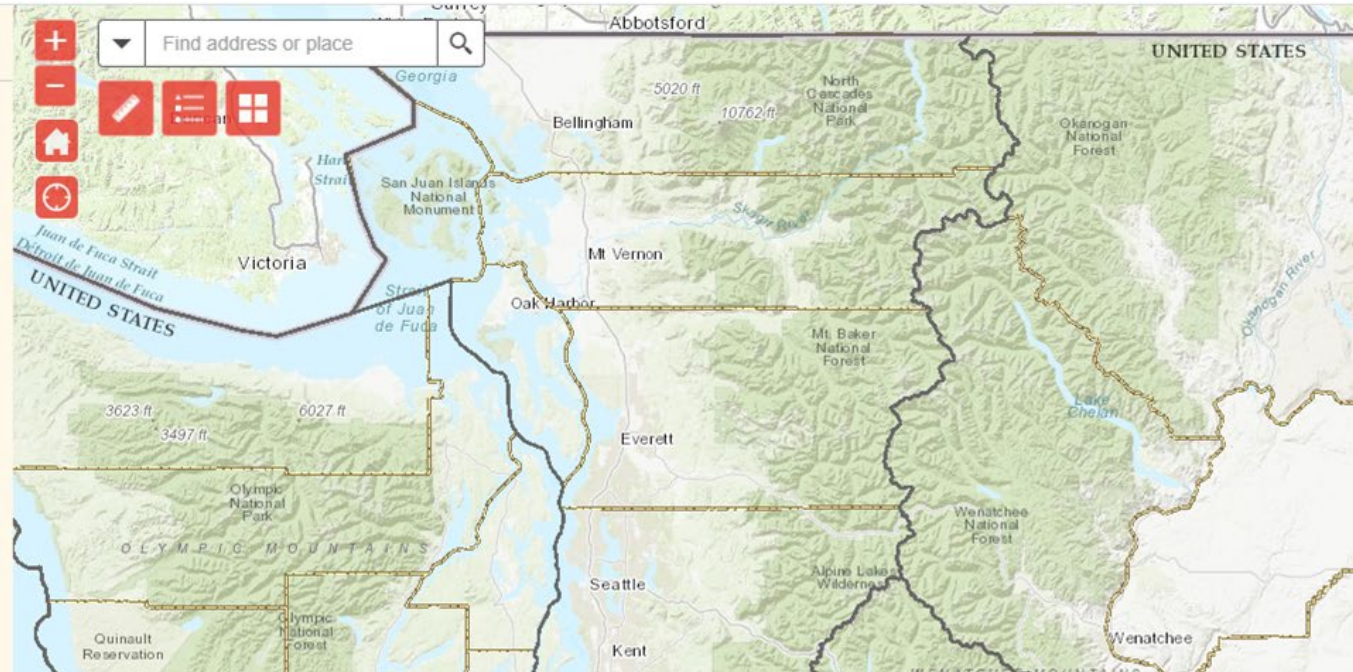 Abbotsford
Find address or place
UNITED STATES
Georgia
5020 ft
North
Cascades
National
Park
10762 ft
Bellingham
Okanogan
National
Forest
San Juan Islands
National
Monument
Skagit River
Juan de Fuca Strait
Détroit de Juan de Fuca
Victoria
Mt Vernon
UNITED STATES
Strait
of Juan
de Fuca
Oak Harbor
Okanogan River
Mt. Baker
National
Forest
3623 ft
6027 ft
3497 ft
Lake
Chelan
Everett
Olympic
National
Park
Wenatchee
National
Forest
OLYMPIC MOUNTAINS
Alpine Lakes
Wilderness
Seattle
Olympic
National
Forest
Quinault
Reservation
Kent
Wenatchee